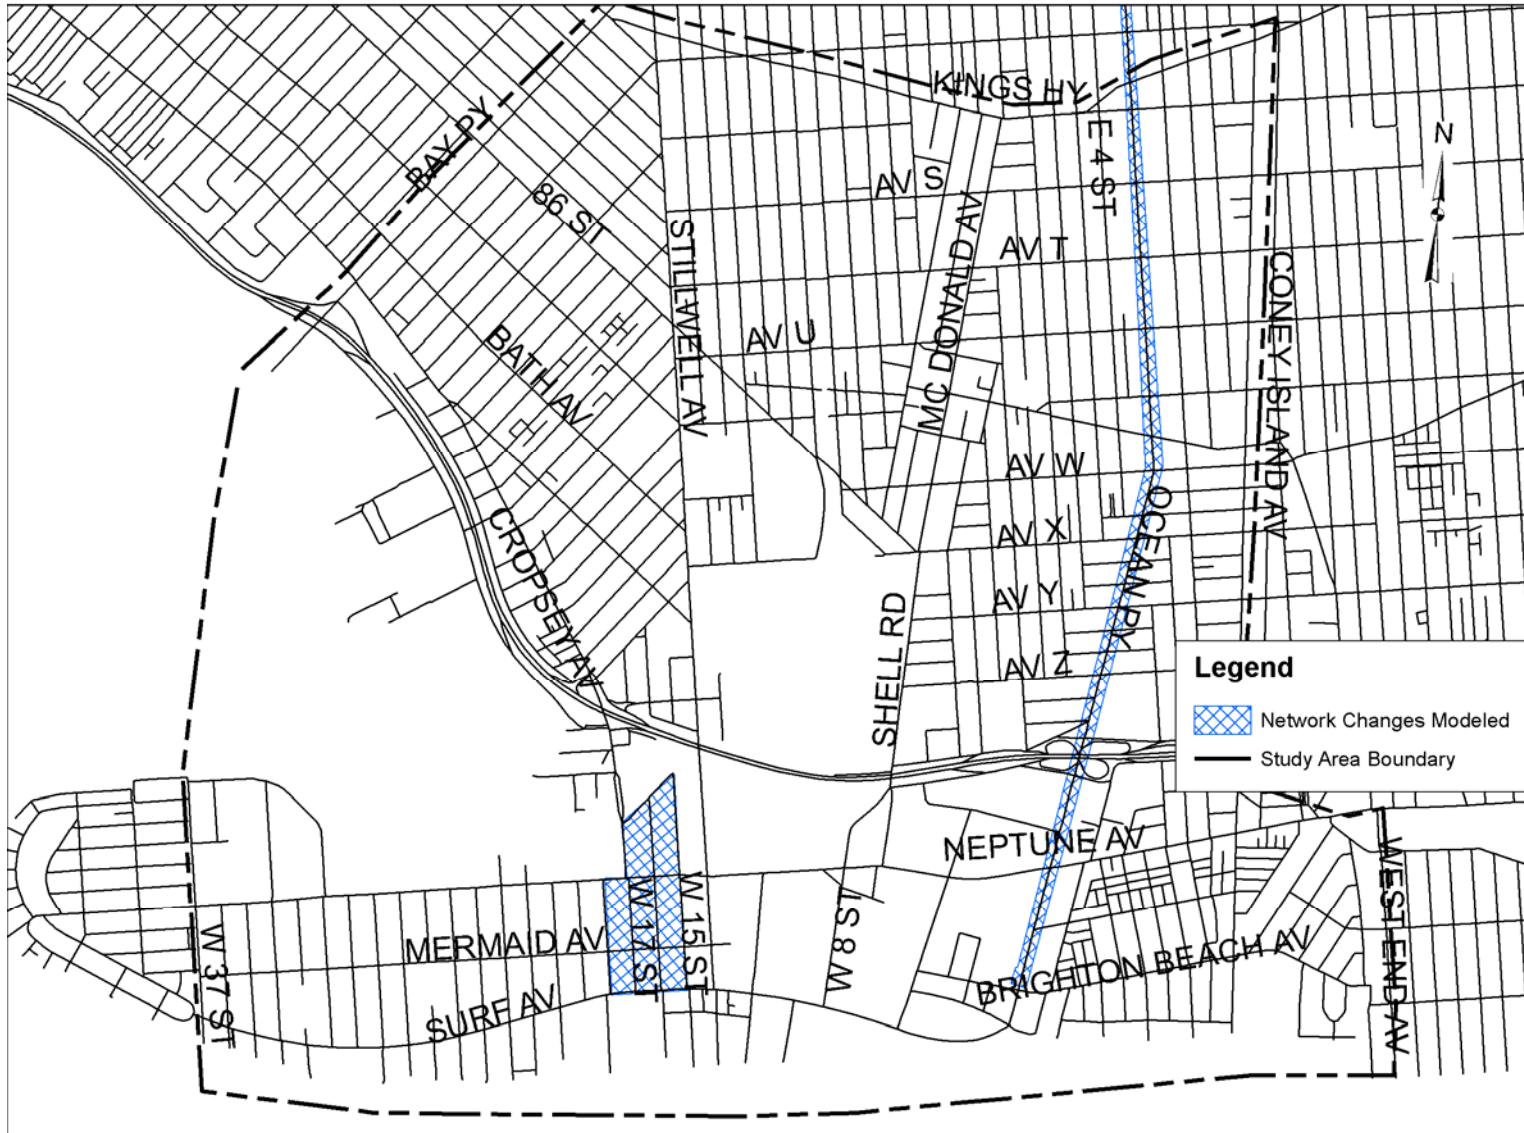 KINGS HY
BAY PY
N
E 4 ST
86 ST
AV S
STILLWELL AV
MC DONALD AV
AV T
CONEY ISLAND AV
AV U
BATH AV
AV W
OCEAN PY
CROPSEY AV
AV X
AV Y
SHELL RD
AV Z
Legend
Network Changes Modeled
Study Area Boundary
NEPTUNE AV
WEST END AV
W 17 ST
W 15 ST
W 8 ST
MERMAID AV
W 37 ST
BRIGHTON BEACH AV
SURF AV